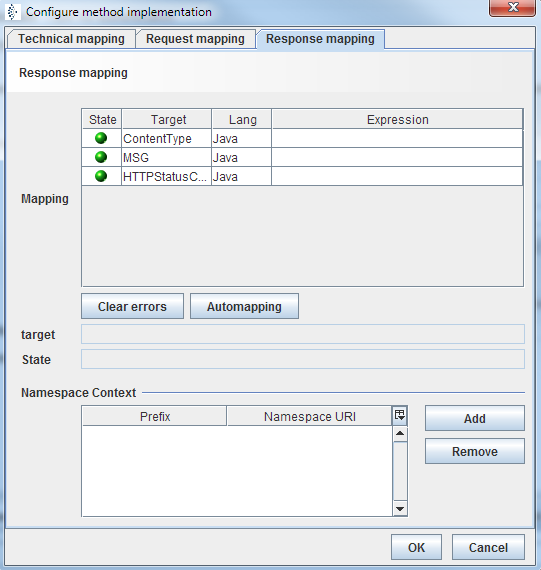 Configure method implementation
Technical mapping Request mapping Response mapping
Response mapping
State Target Lang Expression
ContentType Java
MSG Java
HTTPStatusC... Java
Mapping
Clear errors Automapping
target
State
Namespace Context
Prefix Namespace URI
Add
Remove
OK Cancel